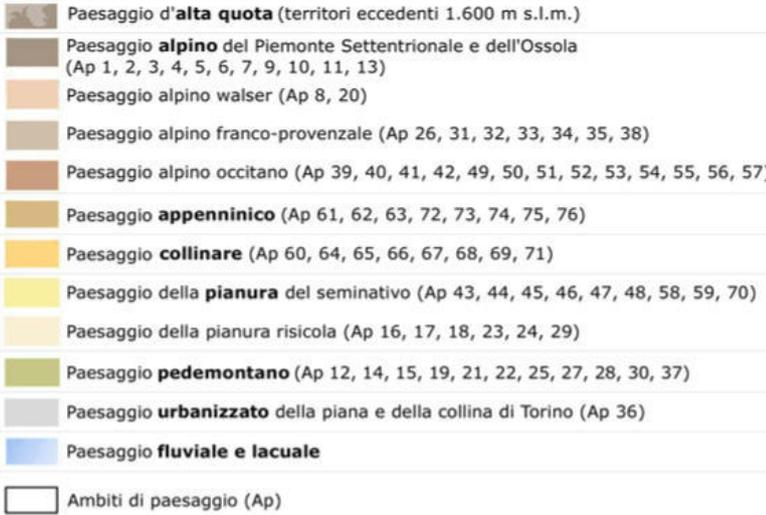 Paesaggio d'alta quota (territori eccedenti 1.600 m s.l.m.)
Paesaggio alpino del Piemonte Settentrionale e dell'Ossola
(Ap 1, 2, 3, 4, 5, 6, 7, 9, 10, 11, 13)
Paesaggio alpino walser (Ap 8, 20)
Paesaggio alpino franco-provenzale (Ap 26, 31, 32, 33, 34, 35, 38)
Paesaggio alpino occitano (Ap 39, 40, 41, 42, 49, 50, 51, 52, 53, 54, 55, 56, 57)
Paesaggio appenninico (Ap 61, 62, 63, 72, 73, 74, 75, 76)
Paesaggio collinare (Ap 60, 64, 65, 66, 67, 68, 69, 71)
Paesaggio della pianura del seminativo (Ap 43, 44, 45, 46, 47, 48, 58, 59, 70)
Paesaggio della pianura risicola (Ap 16, 17, 18, 23, 24, 29)
Paesaggio pedemontano (Ap 12, 14, 15, 19, 21, 22, 25, 27, 28, 30, 37)
Paesaggio urbanizzato della piana e della collina di Torino (Ap 36)
Paesaggio fluviale e lacuale
Ambiti di paesaggio (Ap)